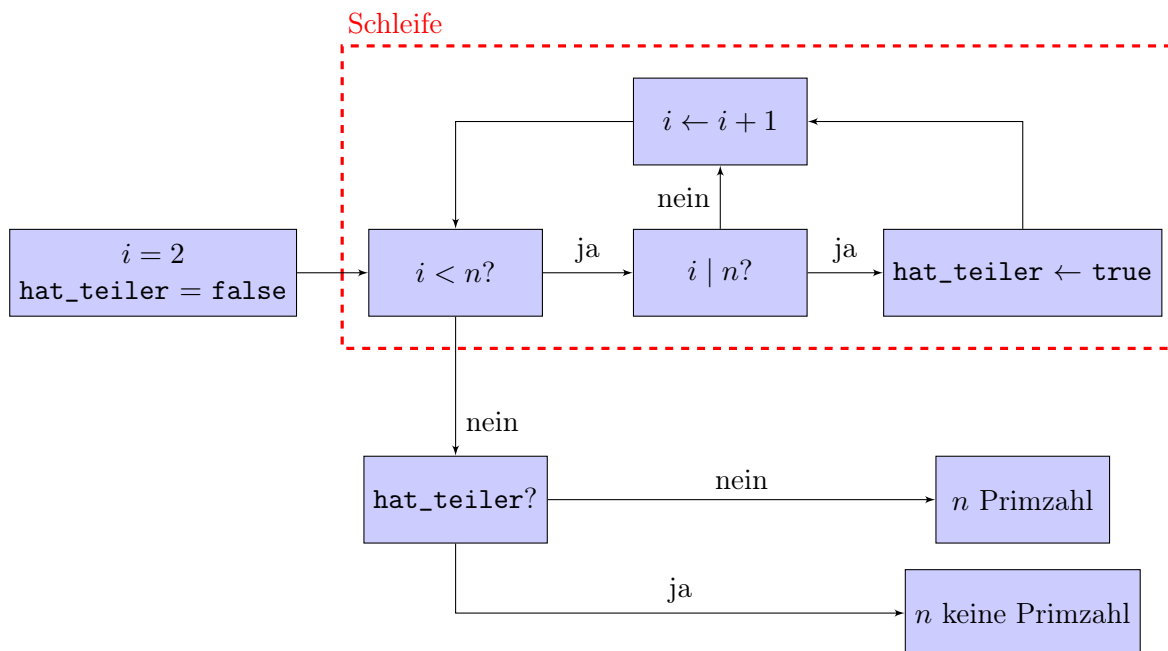 Schleife
i ← i + 1
nein
i = 2
hat_teiler = false
i < n?
ja
i | n?
ja
hat_teiler ← true
nein
hat_teiler?
nein
n Primzahl
ja
n keine Primzahl